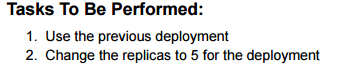 Tasks To Be Performed:
1. Use the previous deployment
2. Change the replicas to 5 for the deployment